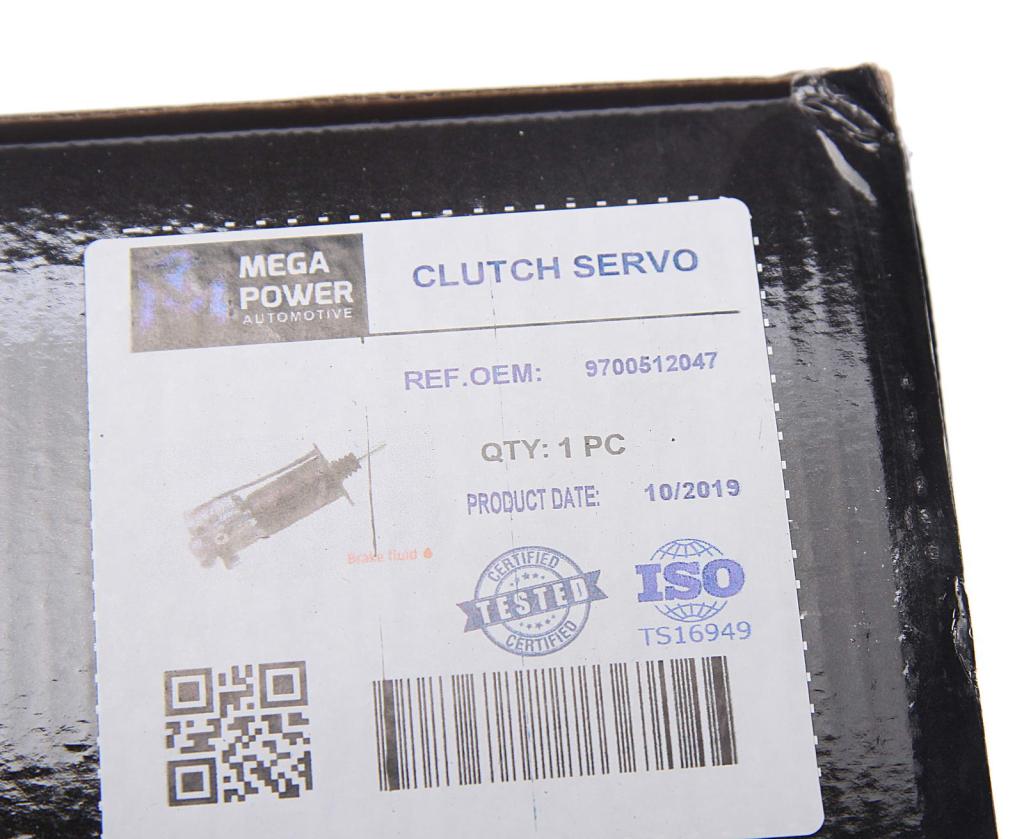 MEGA
POWER
AUTOMOTIVE
CLUTCH SERVO
REF.OEM: 9700512047
QTY: 1 PC
PRODUCT DATE: 10/2019
Brake fluid
CERTIFIED
TESTED
CERTIFIED
ISO
TS16949